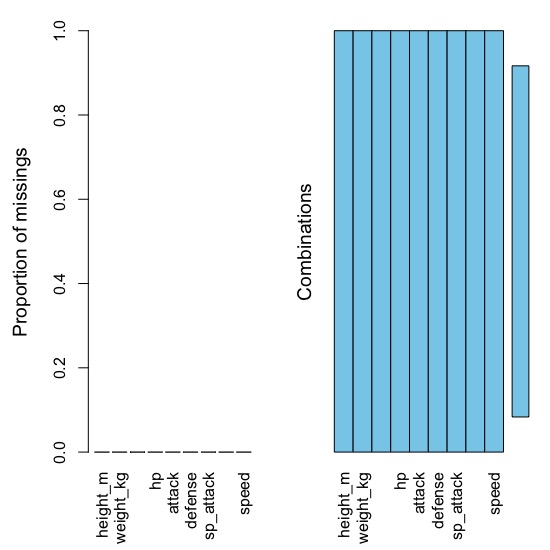 Proportion of missings
1.0
0.8
0.6
0.4
0.2
0.0
height_m
weight_kg
hp
attack
defense
sp_attack
speed
Combinations
height_m
weight_kg
hp
attack
defense
sp_attack
speed